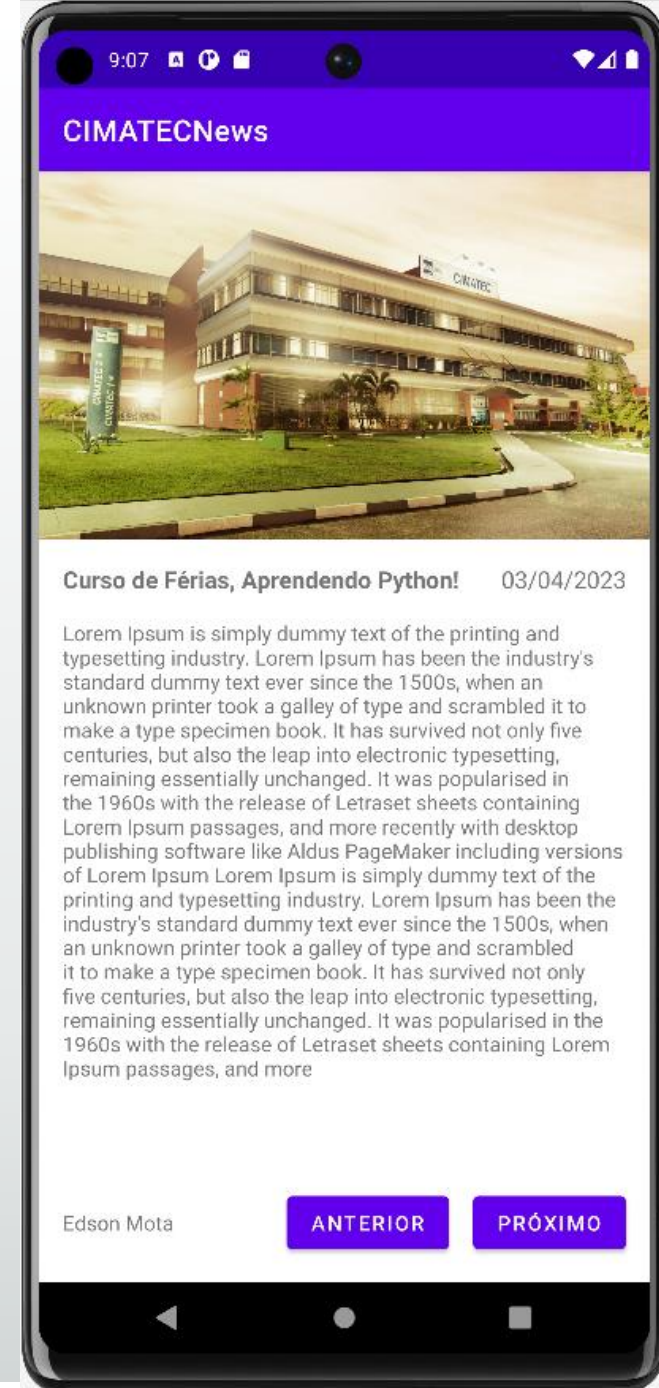 9:07
CIMATECNews
CIMATEC
CIMATEC 2
CIMATEC 1
Curso de Férias, Aprendendo Python! 03/04/2023
Lorem Ipsum is simply dummy text of the printing and
typesetting industry. Lorem Ipsum has been the industry's
standard dummy text ever since the 1500s, when an
unknown printer took a galley of type and scrambled it to
make a type specimen book. It has survived not only five
centuries, but also the leap into electronic typesetting,
remaining essentially unchanged. It was popularised in
the 1960s with the release of Letraset sheets containing
Lorem Ipsum passages, and more recently with desktop
publishing software like Aldus PageMaker including versions
of Lorem Ipsum Lorem Ipsum is simply dummy text of the
printing and typesetting industry. Lorem Ipsum has been the
industry's standard dummy text ever since the 1500s, when
an unknown printer took a galley of type and scrambled
it to make a type specimen book. It has survived not only
five centuries, but also the leap into electronic typesetting,
remaining essentially unchanged. It was popularised in the
1960s with the release of Letraset sheets containing Lorem
Ipsum passages, and more
Edson Mota ANTERIOR PRÓXIMO